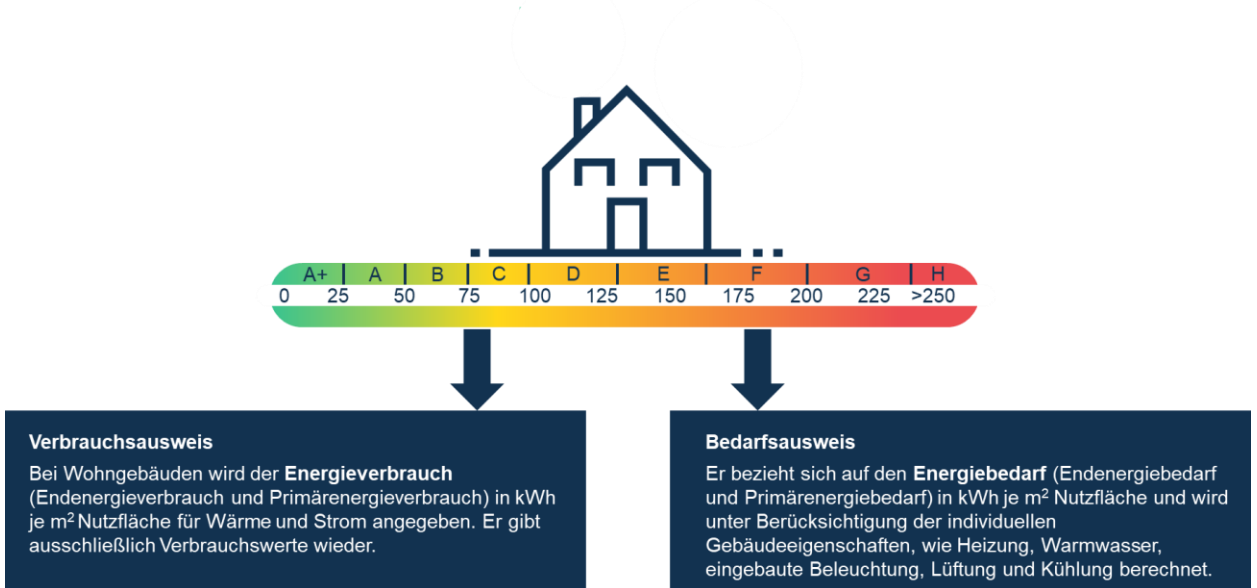 A+ A B C D E F G H
0 25 50 75 100 125 150 175 200 225 >250
Verbrauchsausweis
Bei Wohngebäuden wird der Energieverbrauch
(Endenergieverbrauch und Primärenergieverbrauch) in kWh
je m² Nutzfläche für Wärme und Strom angegeben. Er gibt
ausschließlich Verbrauchswerte wieder.
Bedarfsausweis
Er bezieht sich auf den Energiebedarf (Endenergiebedarf
und Primärenergiebedarf) in kWh je m² Nutzfläche und wird
unter Berücksichtigung der individuellen
Gebäudeeigenschaften, wie Heizung, Warmwasser,
eingebaute Beleuchtung, Lüftung und Kühlung berechnet.